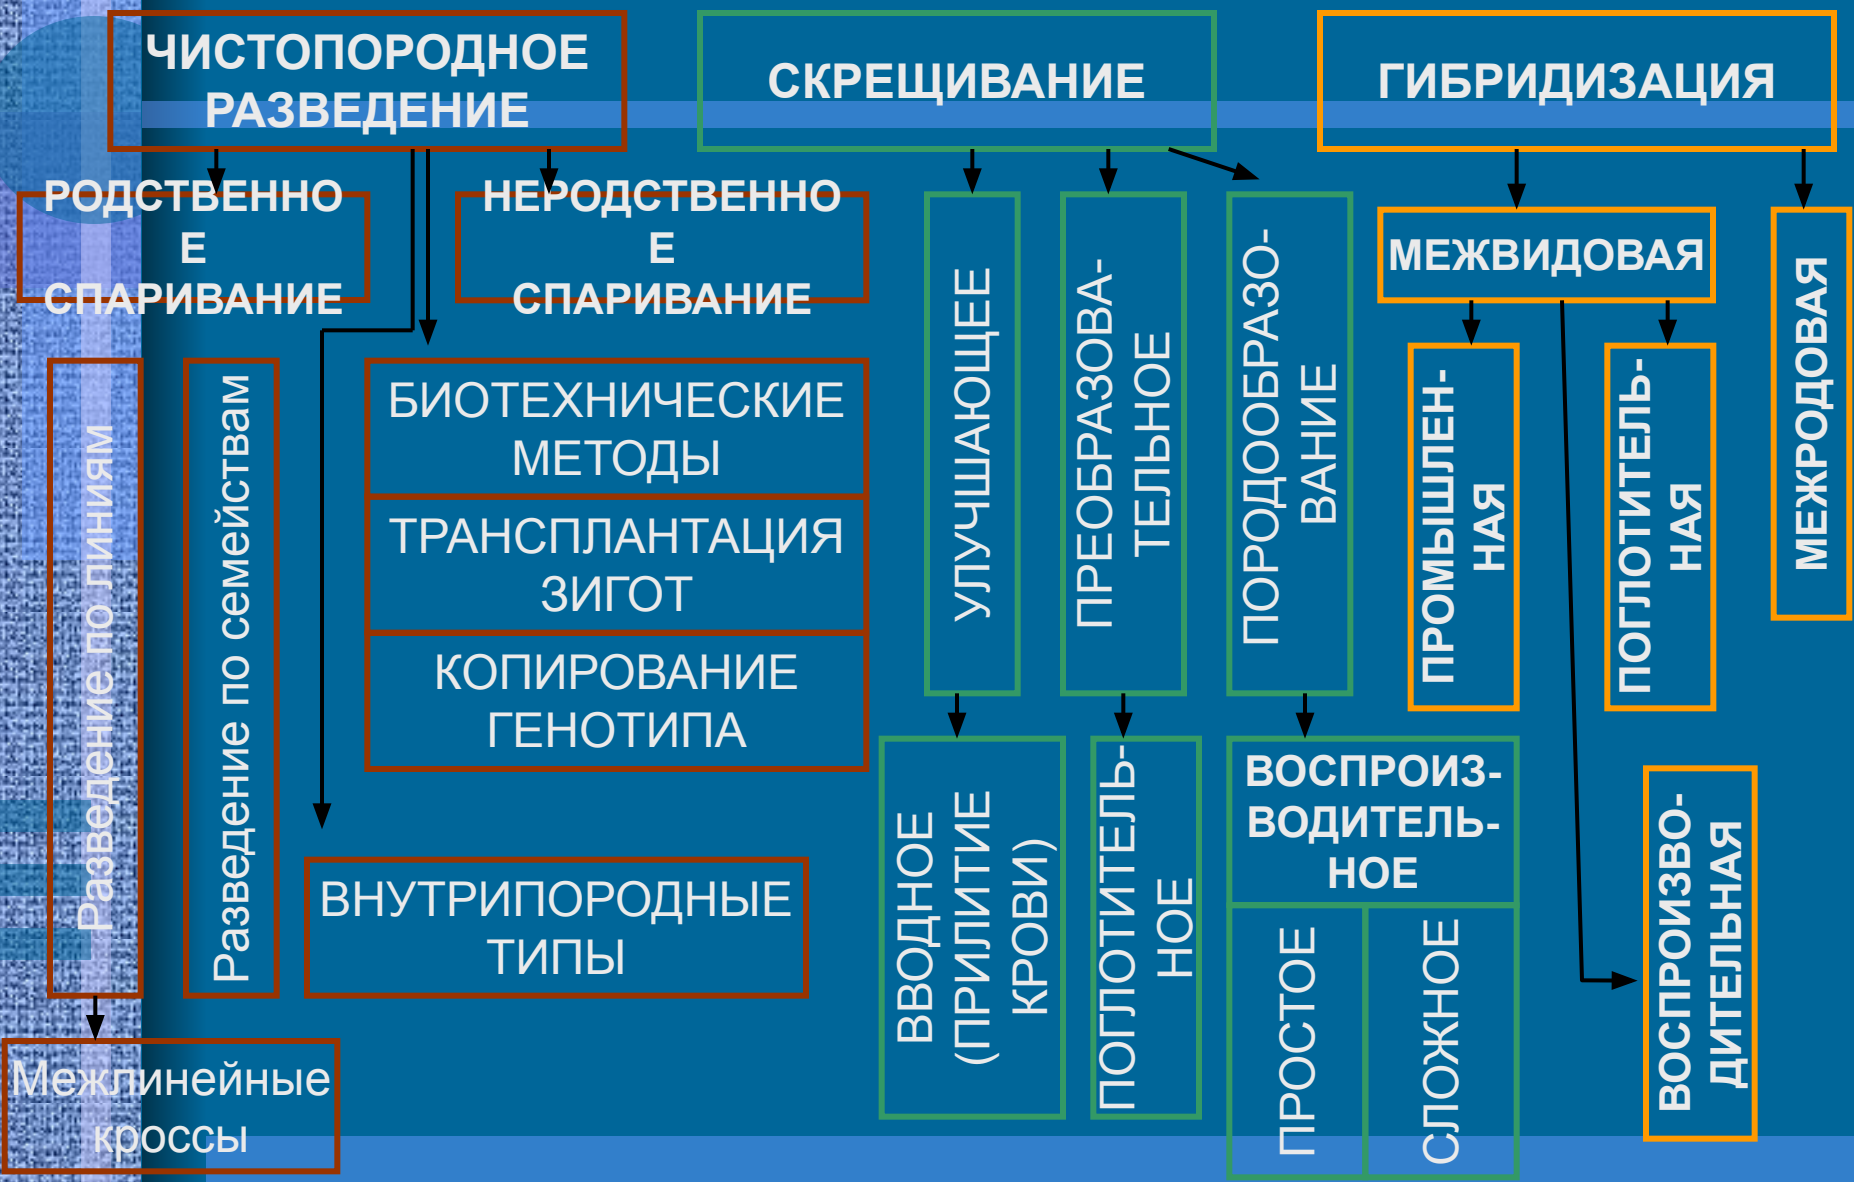 ЧИСТОПОРОДНОЕ
РАЗВЕДЕНИЕ
СКРЕЩИВАНИЕ
ГИБРИДИЗАЦИЯ
РОДСТВЕННО
Е
СПАРИВАНИЕ
НЕРОДСТВЕННО
Е
СПАРИВАНИЕ
Разведение по линиям
Разведение по семействам
БИОТЕХНИЧЕСКИЕ
МЕТОДЫ
ТРАНСПЛАНТАЦИЯ
ЗИГОТ
КОПИРОВАНИЕ
ГЕНОТИПА
ВНУТРИПОРОДНЫЕ
ТИПЫ
Межлинейные
кроссы
УЛУЧШАЮЩЕЕ
ПРЕОБРАЗОВА-
ТЕЛЬНОЕ
ПОРОДООБРАЗО-
ВАНИЕ
ВВОДНОЕ
(ПРИЛИТИЕ
КРОВИ)
ПОГЛОТИТЕЛЬ-
НОЕ
ВОСПРОИЗ-
ВОДИТЕЛЬ-
НОЕ
ПРОСТОЕ
СЛОЖНОЕ
МЕЖВИДОВАЯ
МЕЖРОДОВАЯ
ПРОМЫШЛЕН-
НАЯ
ПОГЛОТИТЕЛЬ-
НАЯ
ВОСПРОИЗВО-
ДИТЕЛЬНАЯ